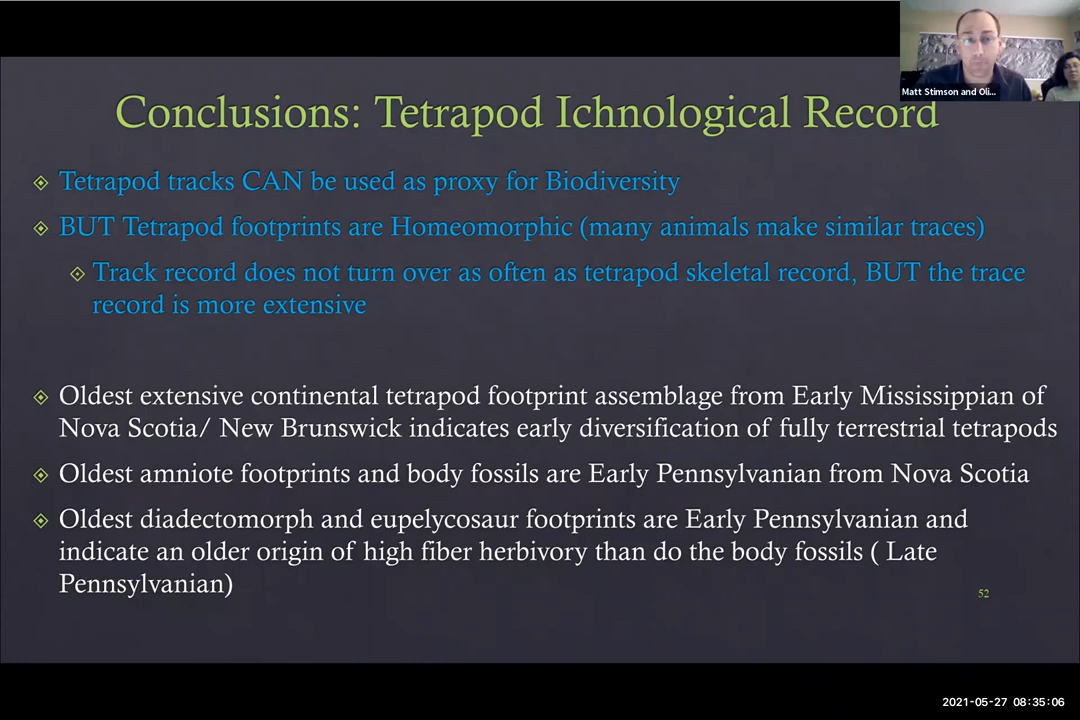 Matt Stimson and Oli...
Conclusions: Tetrapod Ichnological Record
Tetrapod tracks CAN be used as proxy for Biodiversity
BUT Tetrapod footprints are Homeomorphic (many animals make similar traces)
Track record does not turn over as often as tetrapod skeletal record, BUT the trace
record is more extensive
Oldest extensive continental tetrapod footprint assemblage from Early Mississippian of
Nova Scotia/ New Brunswick indicates early diversification of fully terrestrial tetrapods
Oldest amniote footprints and body fossils are Early Pennsylvanian from Nova Scotia
Oldest diadectomorph and eupelycosaur footprints are Early Pennsylvanian and
indicate an older origin of high fiber herbivory than do the body fossils ( Late
Pennsylvanian)
52
2021-05-27 08:35:06